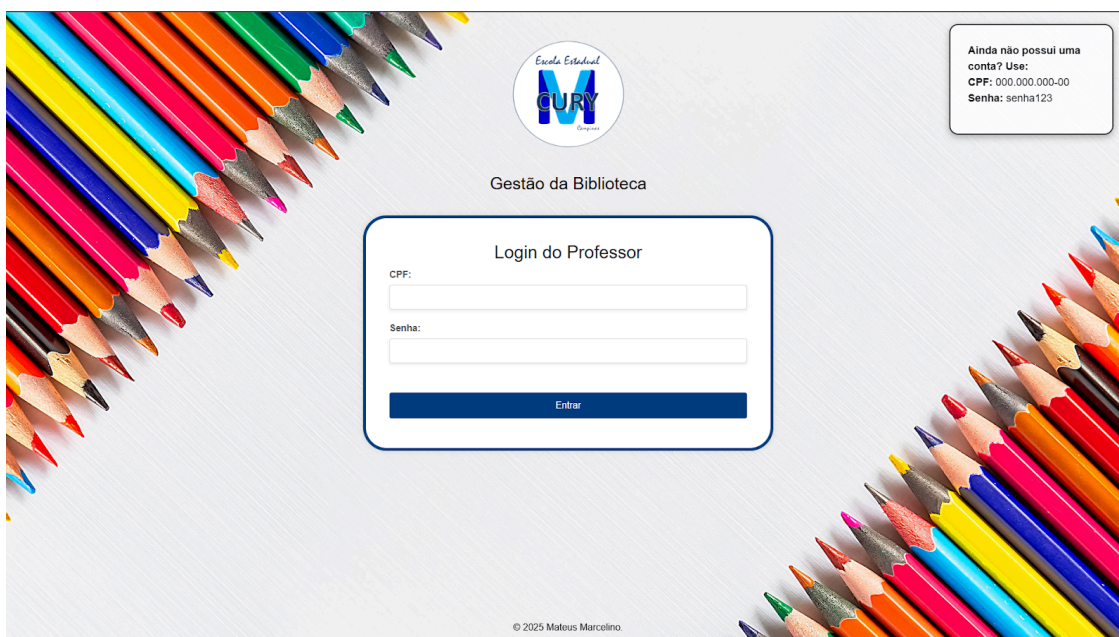 Escola Estadual
M
CURY
Campinas
Ainda não possui uma
conta? Use:
CPF: 000.000.000-00
Senha: senha123
Gestão da Biblioteca
Login do Professor
CPF:
Senha:
Entrar
© 2025 Mateus Marcelino.